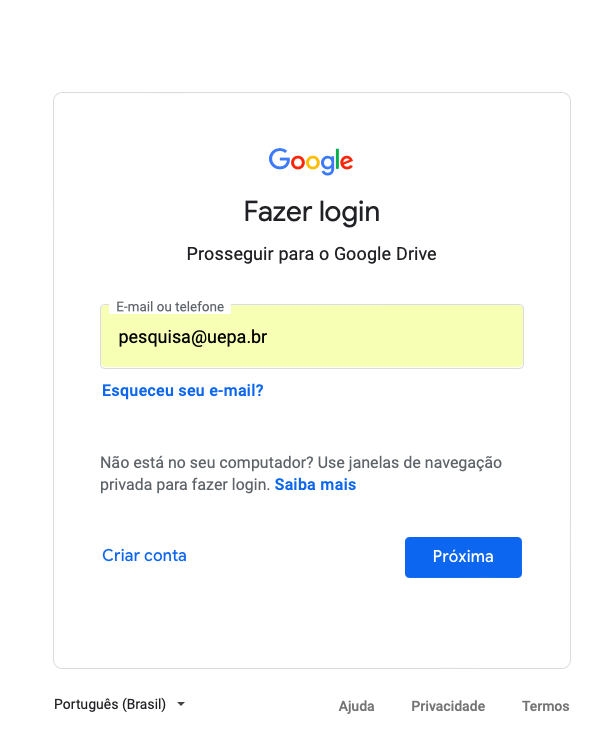 Google
Fazer login
Prosseguir para o Google Drive
E-mail ou telefone
pesquisa@uepa.br
Esqueceu seu e-mail?
Não está no seu computador? Use janelas de navegação
privada para fazer login. Saiba mais
Criar conta
Próxima
Português (Brasil)
Ajuda
Privacidade
Termos